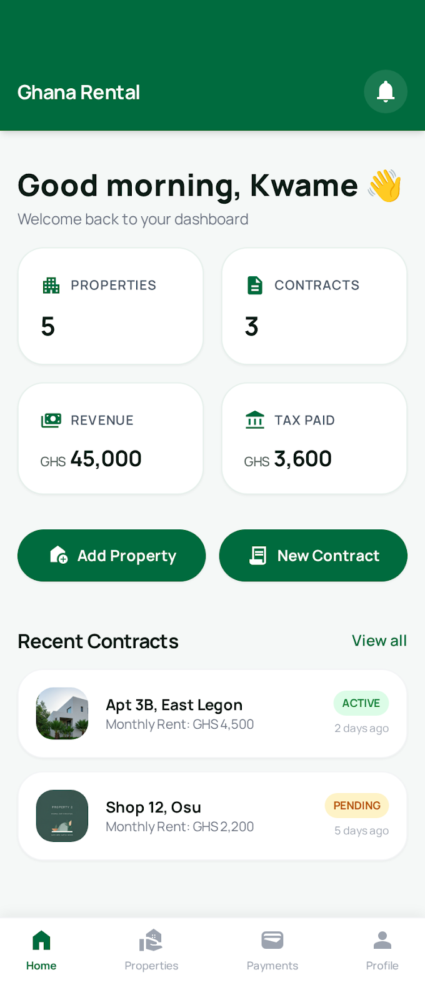 Ghana Rental
Good morning, Kwame 👋
Welcome back to your dashboard
PROPERTIES
5
CONTRACTS
3
REVENUE
GHS 45,000
TAX PAID
GHS 3,600
Add Property
New Contract
Recent Contracts
View all
Apt 3B, East Legon
Monthly Rent: GHS 4,500
ACTIVE
2 days ago
PROPERTY 2
Shop 12, Osu
Monthly Rent: GHS 2,200
PENDING
5 days ago
Home
Properties
Payments
Profile